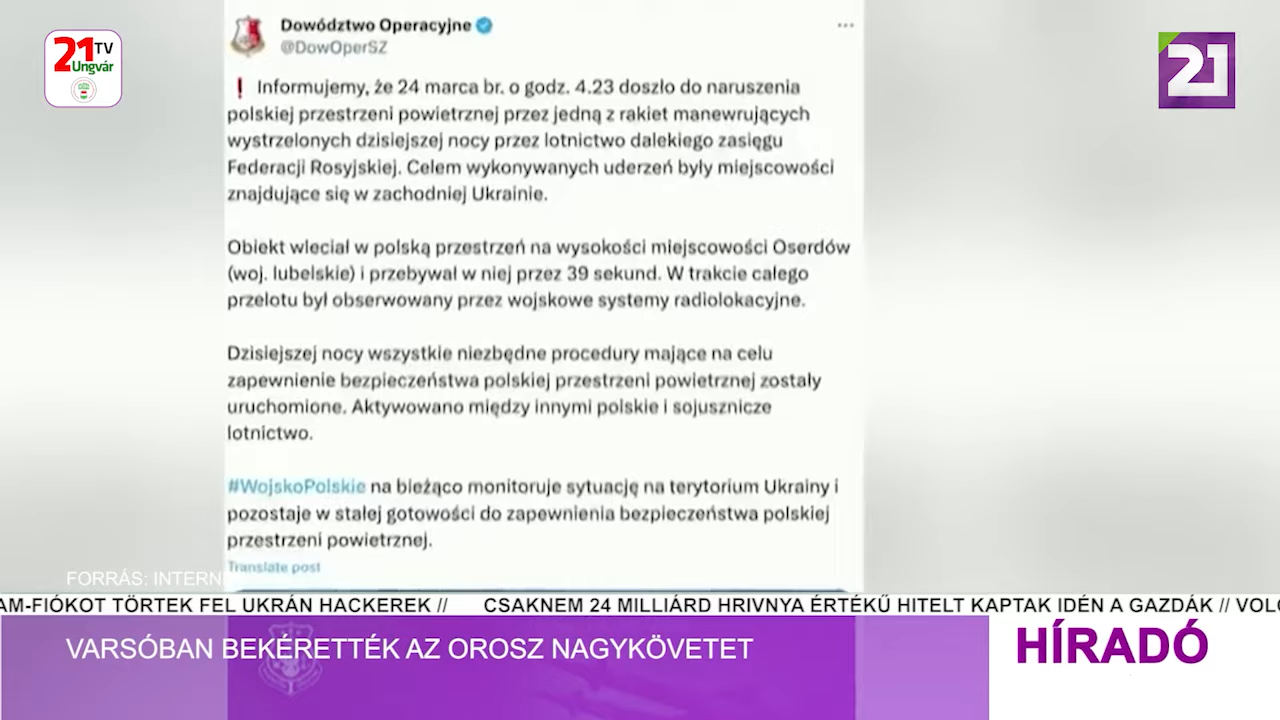 21 TV
Ungvár
21
Dowództwo Operacyjne
@DowOperSZ
❗ Informujemy, że 24 marca br. o godz. 4.23 doszło do naruszenia
polskiej przestrzeni powietrznej przez jedną z rakiet manewrujących
wystrzelonych dzisiejszej nocy przez lotnictwo dalekiego zasięgu
Federacji Rosyjskiej. Celem wykonywanych uderzeń były miejscowości
znajdujące się w zachodniej Ukrainie.
Obiekt wleciał w polską przestrzeń na wysokości miejscowości Oserdów
(woj. lubelskie) i przebywał w niej przez 39 sekund. W trakcie całego
przelotu był obserwowany przez wojskowe systemy radiolokacyjne.
Dzisiejszej nocy wszystkie niezbędne procedury mające na celu
zapewnienie bezpieczeństwa polskiej przestrzeni powietrznej zostały
uruchomione. Aktywowano między innymi polskie i sojusznicze
lotnictwo.
#WojskoPolskie na bieżąco monitoruje sytuację na terytorium Ukrainy i
pozostaje w stałej gotowości do zapewnienia bezpieczeństwa polskiej
przestrzeni powietrznej.
Translate post
FORRÁS: INTERN
AM-FIÓKOT TÖRTEK FEL UKRÁN HACKEREK // CSAKNEM 24 MILLIÁRD HRIVNYA ÉRTÉKŰ HITELT KAPTAK IDÉN A GAZDÁK // VOLO
VARSÓBAN BEKÉRETTÉK AZ OROSZ NAGYKÖVETET
HÍRADÓ